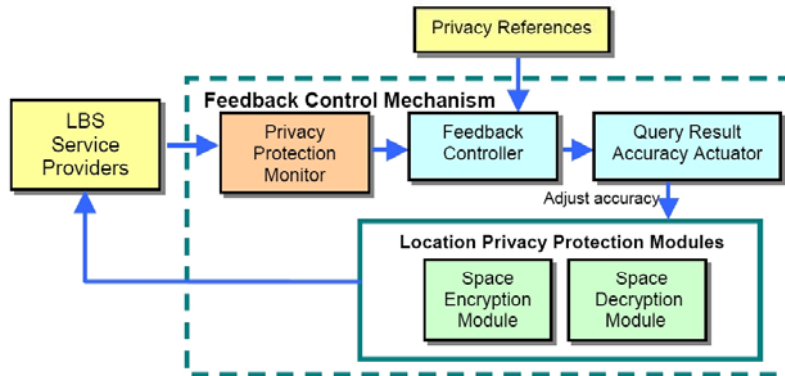 Privacy References
Feedback Control Mechanism
LBS
Service
Providers
Privacy
Protection
Monitor
Feedback
Controller
Query Result
Accuracy Actuator
Adjust accuracy
Location Privacy Protection Modules
Space
Encryption
Module
Space
Decryption
Module